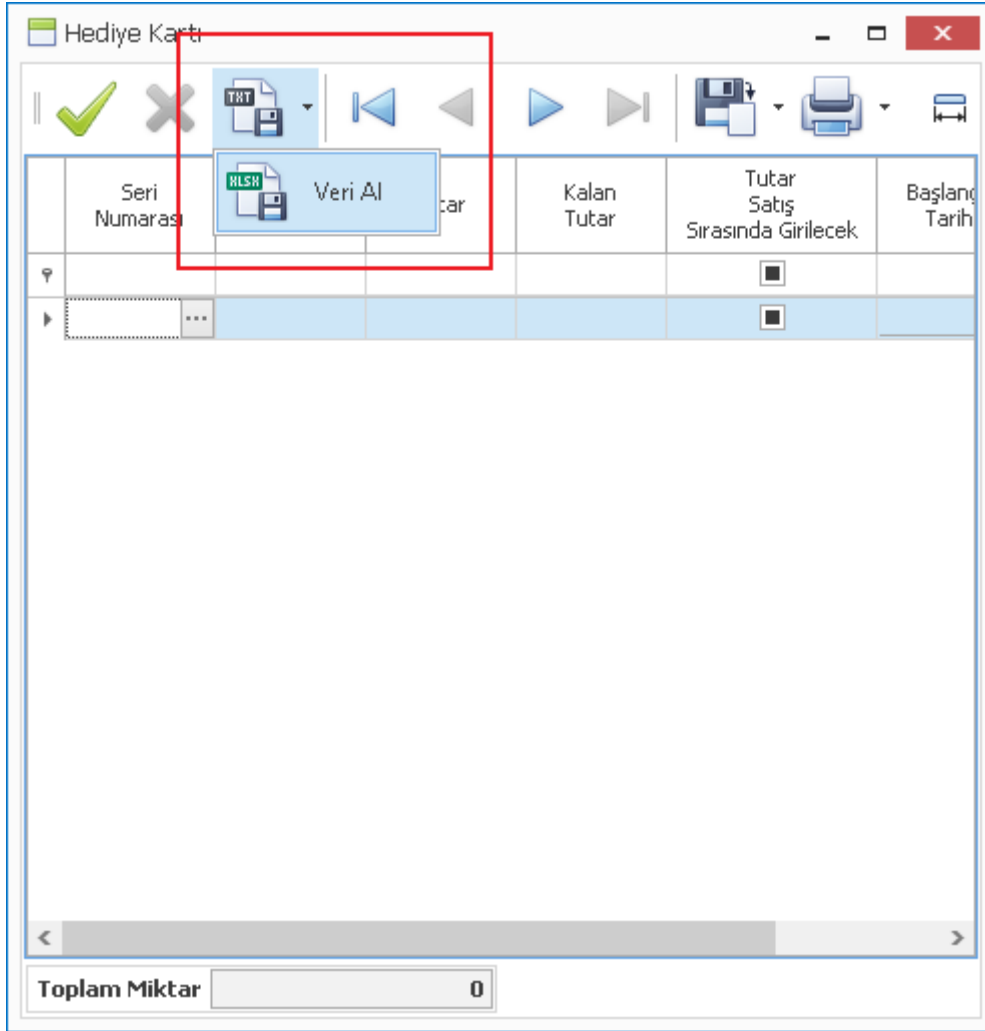 Hediye Kartı
TXT
XLSX
Veri Al
Seri
Numarası
tar
Kalan
Tutar
Tutar
Satış
Sırasında Girilecek
Başlang
Tarih
Toplam Miktar
0